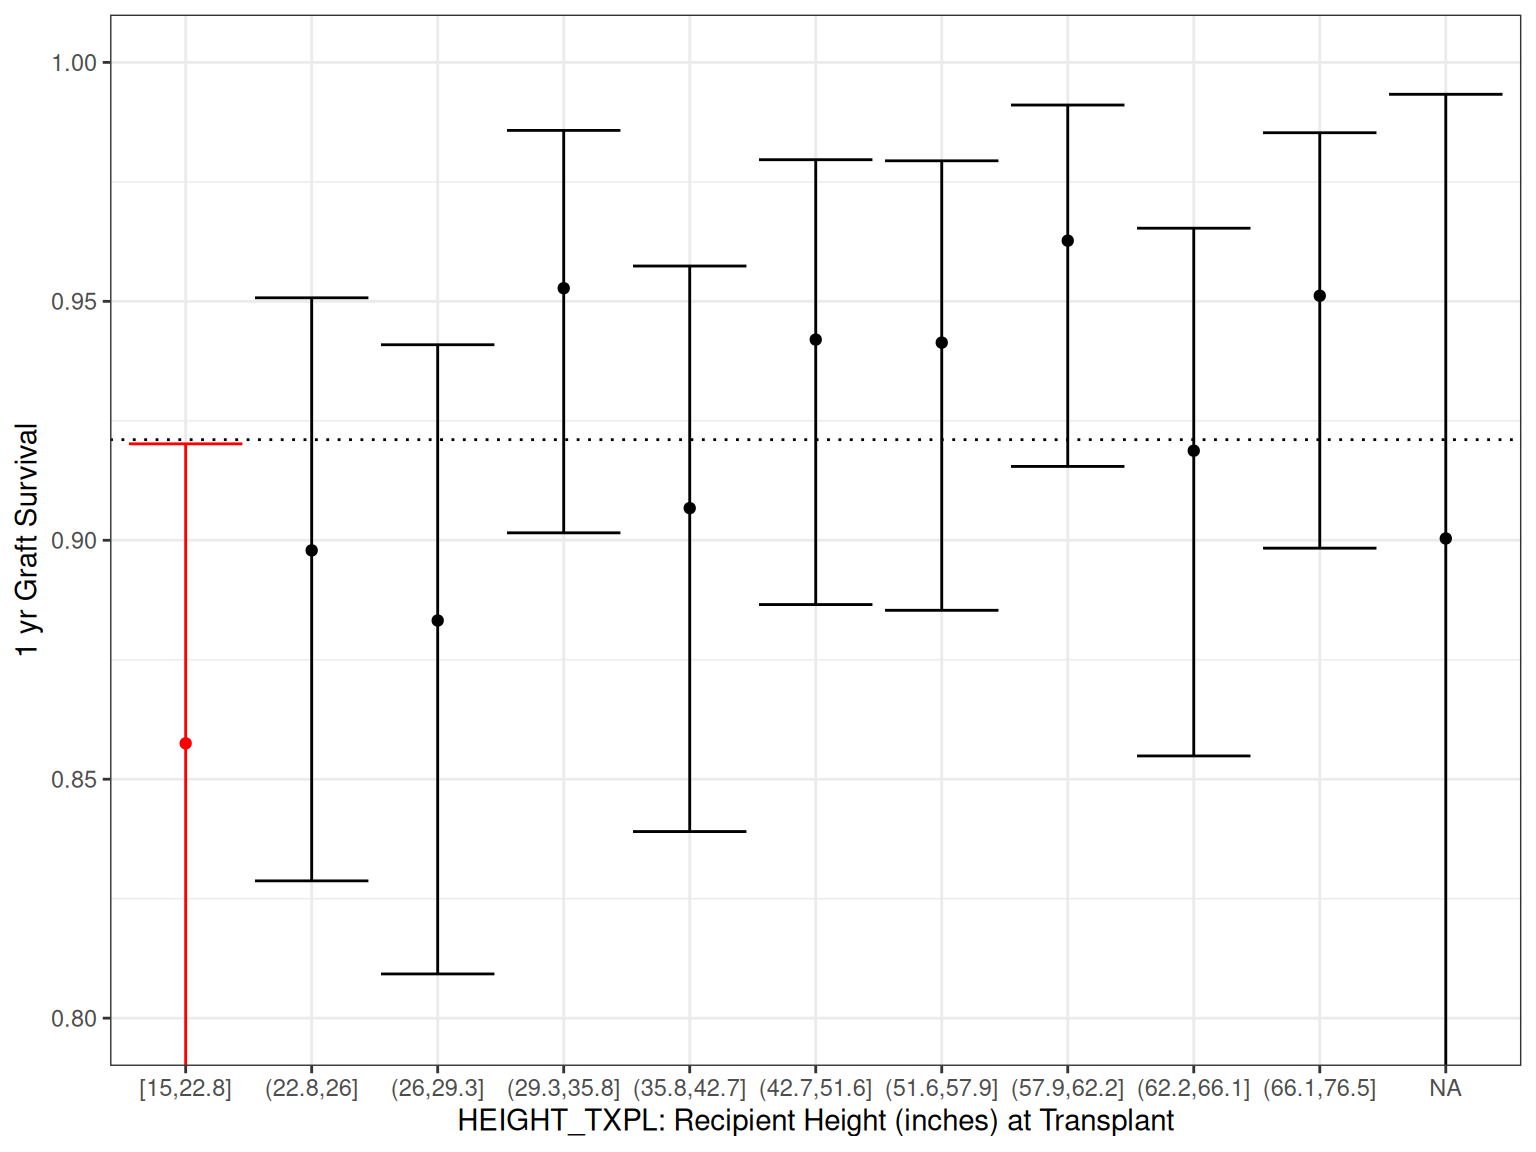 1 yr Graft Survival
1.00
0.95
0.90
0.85
0.80
[15,22.8] (22.8,26] (26,29.3] (29.3,35.8] (35.8,42.7] (42.7,51.6] (51.6,57.9] (57.9,62.2] (62.2,66.1] (66.1,76.5] NA
HEIGHT_TXPL: Recipient Height (inches) at Transplant